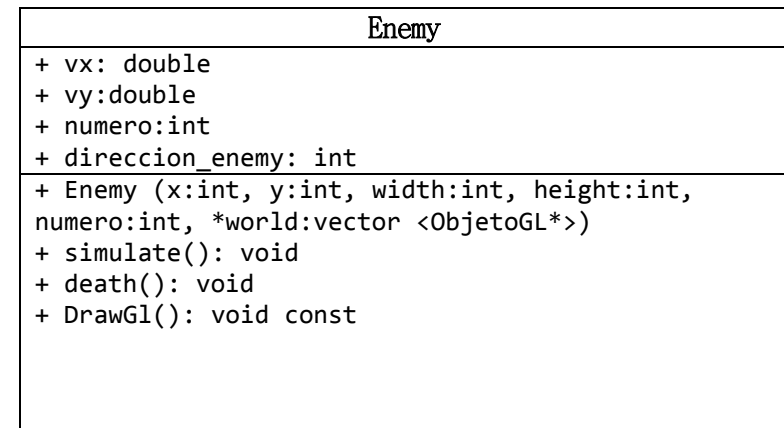 Enemy
+ vx: double
+ vy:double
+ numero:int
+ direccion_enemy: int
+ Enemy (x:int, y:int, width:int, height:int,
numero:int, *world:vector <ObjetoGL*>)
+ simulate(): void
+ death(): void
+ DrawGl(): void const